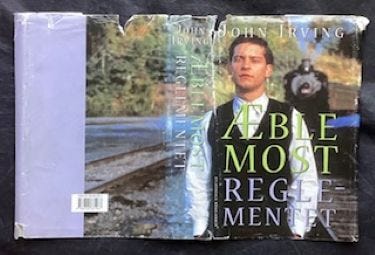 JOHN IRVING
ÆBLE
MOST
REGLE-
MENTET
JOHN
IRVING
ÆBLEMOST
REGLEMENTET